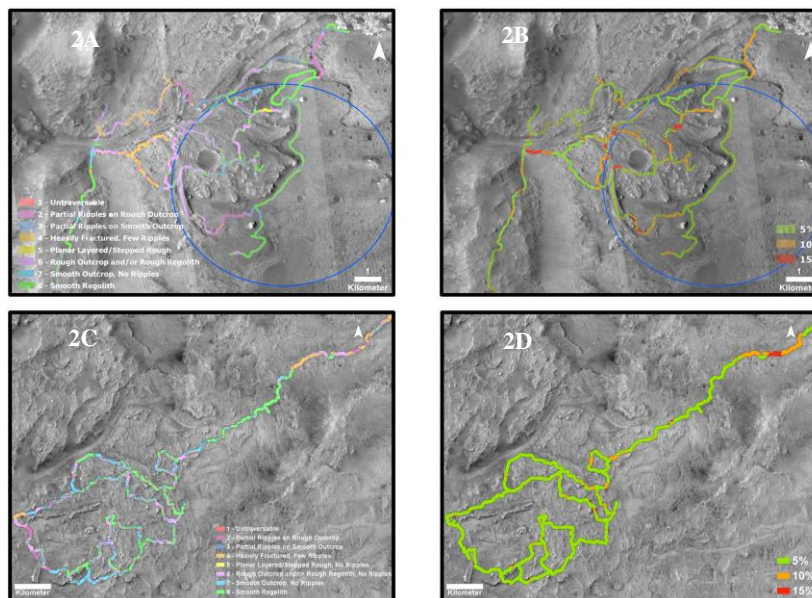 2A
1 - Untraversable
2 - Partial Ripples on Rough Outcrop
3 - Partial Ripples on Smooth Outcrop
4 - Heavily Fractured, Few Ripples
5 - Planar Layered/Stepped Rough
6 - Rough Outcrop and/or Rough Regolith
7 - Smooth Outcrop, No Ripples
8 - Smooth Regolith
1
Kilometer
2B
5%
10%
15%
1
Kilometer
2C
1 - Untraversable
2 - Partial Ripples on Rough Outcrop
3 - Partial Ripples on Smooth Outcrop
4 - Heavily Fractured, Few Ripples
5 - Planar Layered/Stepped Rough, No Ripples
6 - Rough Outcrop and/or Rough Regolith, No Ripples
7 - Smooth Outcrop, No Ripples
8 - Smooth Regolith
1
Kilometer
2D
5%
10%
15%
1
Kilometer